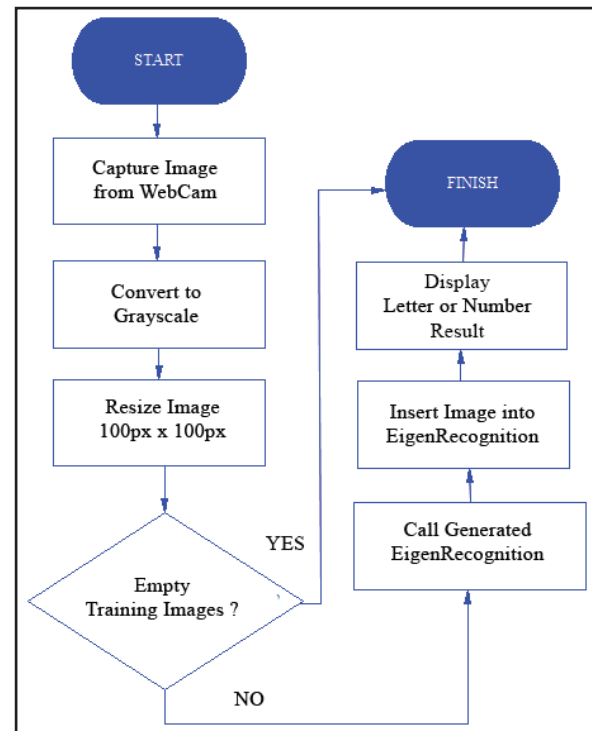 START
Capture Image
from WebCam
Convert to
Grayscale
Resize Image
100px x 100px
Empty
Training Images ?
YES
NO
Call Generated
EigenRecognition
Insert Image into
EigenRecognition
Display
Letter or Number
Result
FINISH